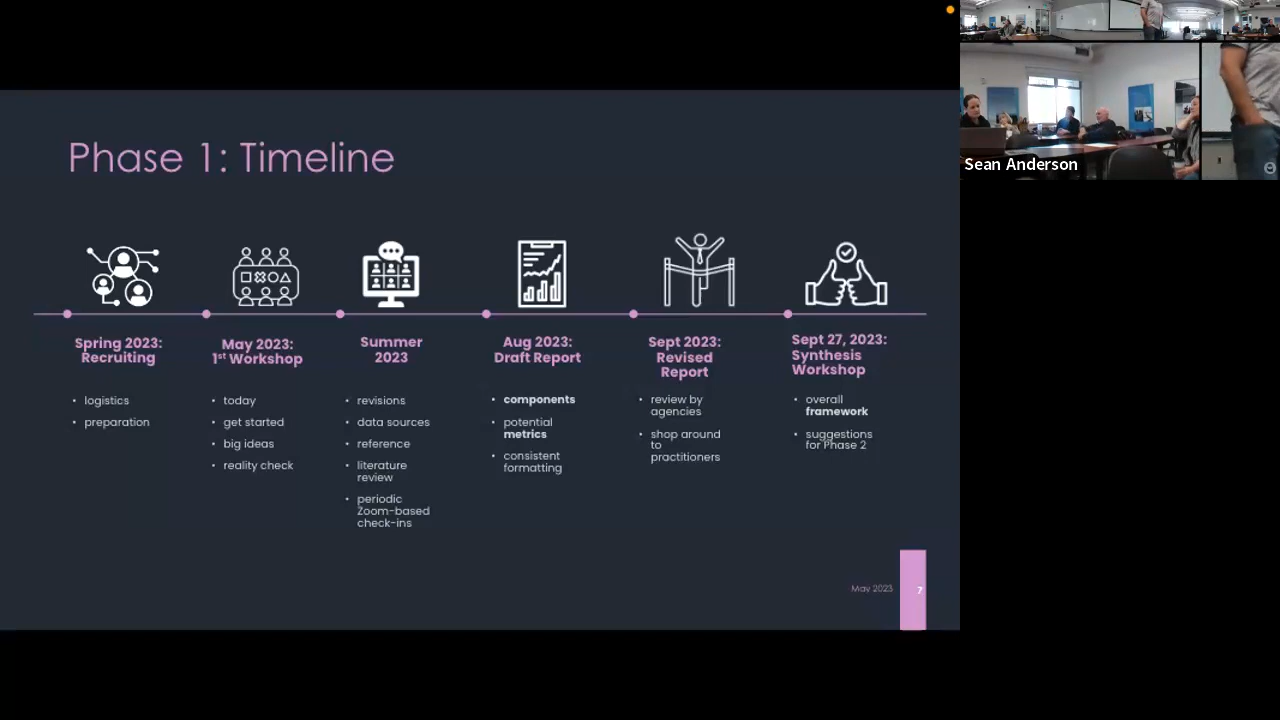 Phase 1: Timeline
Sean Anderson
Spring 2023:
Recruiting
• logistics
• preparation
May 2023:
1st Workshop
• today
• get started
• big ideas
• reality check
Summer
2023
• revisions
• data sources
• reference
• literature
review
• periodic
Zoom-based
check-ins
Aug 2023:
Draft Report
• components
• potential
metrics
• consistent
formatting
Sept 2023:
Revised
Report
• review by
agencies
• shop around
to
practitioners
Sept 27, 2023:
Synthesis
Workshop
• overall
framework
• suggestions
for Phase 2
May 2023
7